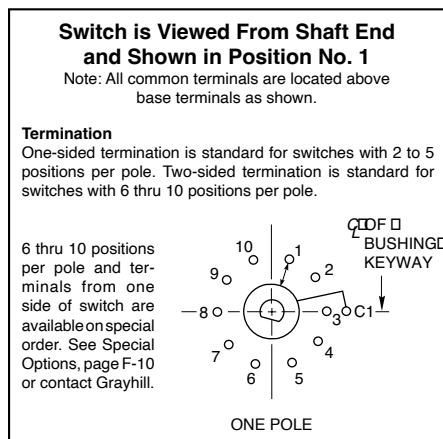 Switch is Viewed From Shaft End
and Shown in Position No. 1
Note: All common terminals are located above
base terminals as shown.
Termination
One-sided termination is standard for switches with 2 to 5
positions per pole. Two-sided termination is standard for
switches with 6 thru 10 positions per pole.
6 thru 10 positions
per pole and ter-
minals from one
side of switch are
available on special
order. See Special
Options, page F-10
or contact Grayhill.
℄ OF
BUSHING
KEYWAY
10
1
9
2
8
3
C1
7
4
6
5
ONE POLE